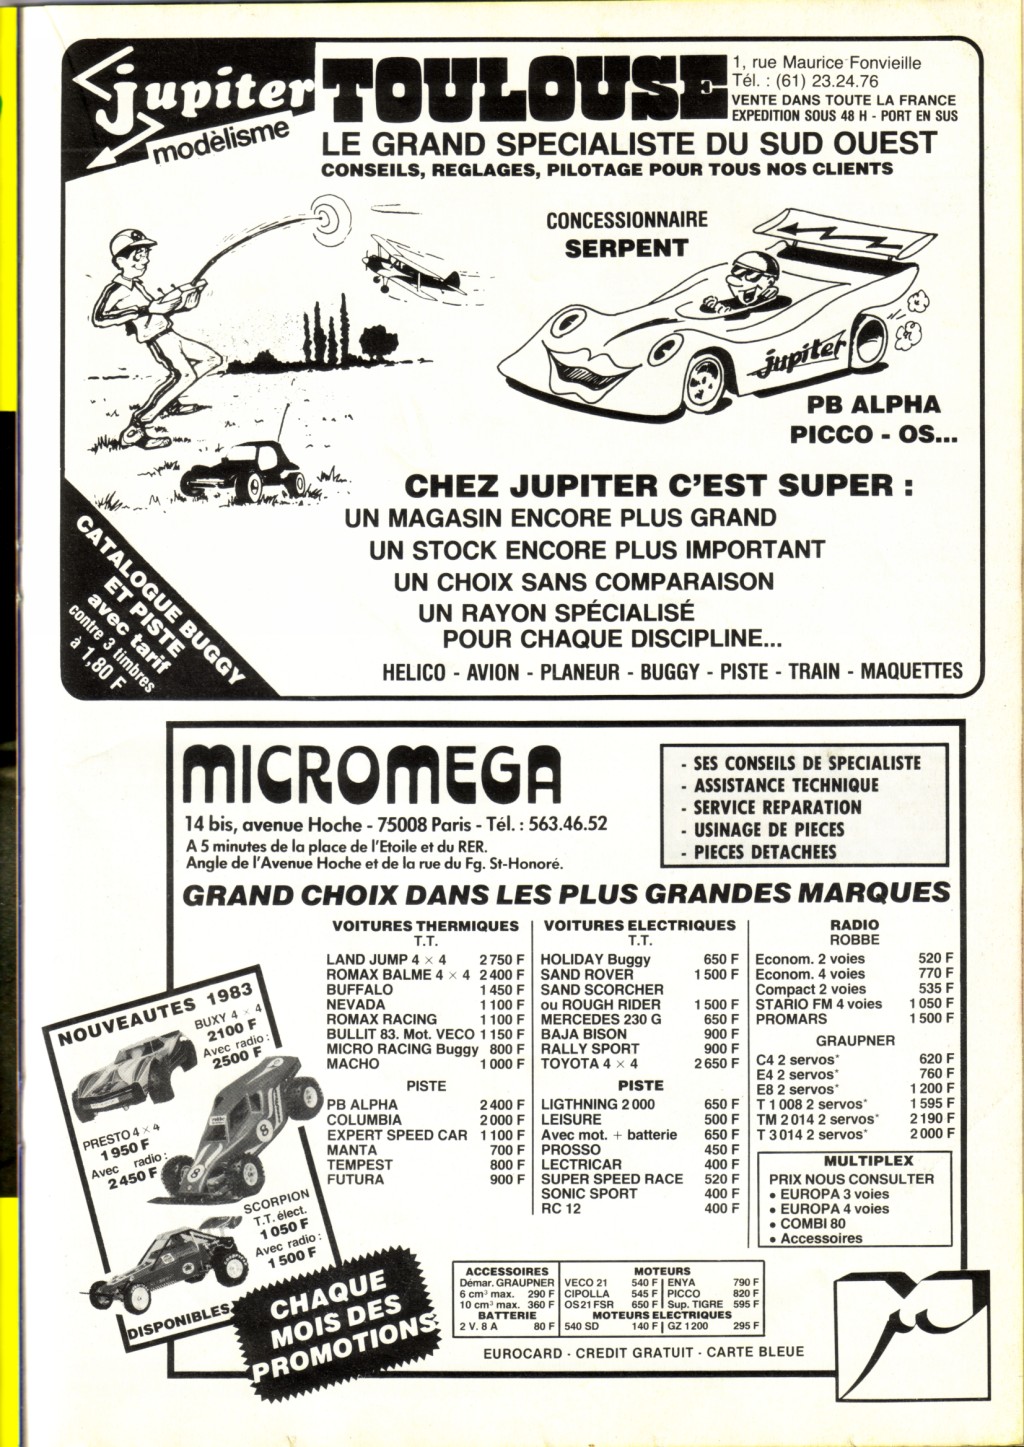 jupiter
modèlisme
TOULOUSE
1, rue Maurice Fonvieille
Tél. : (61) 23.24.76
VENTE DANS TOUTE LA FRANCE
EXPEDITION SOUS 48 H - PORT EN SUS
LE GRAND SPECIALISTE DU SUD OUEST
CONSEILS, REGLAGES, PILOTAGE POUR TOUS NOS CLIENTS
CONCESSIONNAIRE
SERPENT
jupiter
PB ALPHA
PICCO - OS...
CHEZ JUPITER C'EST SUPER :
UN MAGASIN ENCORE PLUS GRAND
UN STOCK ENCORE PLUS IMPORTANT
UN CHOIX SANS COMPARAISON
UN RAYON SPÉCIALISÉ
POUR CHAQUE DISCIPLINE...
HELICO - AVION - PLANEUR - BUGGY - PISTE - TRAIN - MAQUETTES
CATALOGUE BUGGY
ET PISTE
avec tarif
contre 3 timbres
à 1,80 F
MICROMEGA
14 bis, avenue Hoche - 75008 Paris - Tél. : 563.46.52
A 5 minutes de la place de l'Etoile et du RER.
Angle de l'Avenue Hoche et de la rue du Fg. St-Honoré.
- SES CONSEILS DE SPECIALISTE
- ASSISTANCE TECHNIQUE
- SERVICE REPARATION
- USINAGE DE PIECES
- PIECES DETACHEES
GRAND CHOIX DANS LES PLUS GRANDES MARQUES
VOITURES THERMIQUES
T.T.
LAND JUMP 4 × 4 2 750 F
ROMAX BALME 4 × 4 2 400 F
BUFFALO 1 450 F
NEVADA 1 100 F
ROMAX RACING 1 100 F
BULLIT 83. Mot. VECO 1 150 F
MICRO RACING Buggy 800 F
MACHO 1 000 F
PISTE
PB ALPHA 2 400 F
COLUMBIA 2 000 F
EXPERT SPEED CAR 1 100 F
MANTA 700 F
TEMPEST 800 F
FUTURA 900 F
VOITURES ELECTRIQUES
T.T.
HOLIDAY Buggy 650 F
SAND ROVER 1 500 F
SAND SCORCHER
ou ROUGH RIDER 1 500 F
MERCEDES 230 G 650 F
BAJA BISON 900 F
RALLY SPORT 900 F
TOYOTA 4 × 4 2 650 F
PISTE
LIGTHNING 2 000 650 F
LEISURE 500 F
Avec mot. + batterie 650 F
PROSSO 450 F
LECTRICAR 400 F
SUPER SPEED RACE 520 F
SONIC SPORT 400 F
RC 12 400 F
RADIO
ROBBE
Econom. 2 voies 520 F
Econom. 4 voies 770 F
Compact 2 voies 535 F
STARIO FM 4 voies 1 050 F
PROMARS 1 500 F
GRAUPNER
C4 2 servos* 620 F
E4 2 servos* 760 F
E8 2 servos* 1 200 F
T 1 008 2 servos* 1 595 F
TM 2 014 2 servos* 2 190 F
T 3 014 2 servos* 2 000 F
MULTIPLEX
PRIX NOUS CONSULTER
• EUROPA 3 voies
• EUROPA 4 voies
• COMBI 80
• Accessoires
NOUVEAUTES 1983
BUXY 4 × 4
2100 F
Avec radio :
2500 F
8
8
PRESTO 4 × 4
1 950 F
Avec radio :
2 450 F
SCORPION
T.T. élect.
1 050 F
Avec radio :
1 500 F
DISPONIBLES
CHAQUE
MOIS DES
PROMOTIONS
ACCESSOIRES
Démar. GRAUPNER
6 cm³ max. 290 F
10 cm³ max. 360 F
BATTERIE
2 V. 8 A 80 F
MOTEURS
VECO 21 540 F ENYA 790 F
CIPOLLA 545 F PICCO 820 F
OS 21 FSR 650 F Sup. TIGRE 595 F
MOTEURS ELECTRIQUES
540 SD 140 F GZ 1 200 295 F
EUROCARD - CREDIT GRATUIT - CARTE BLEUE
µ